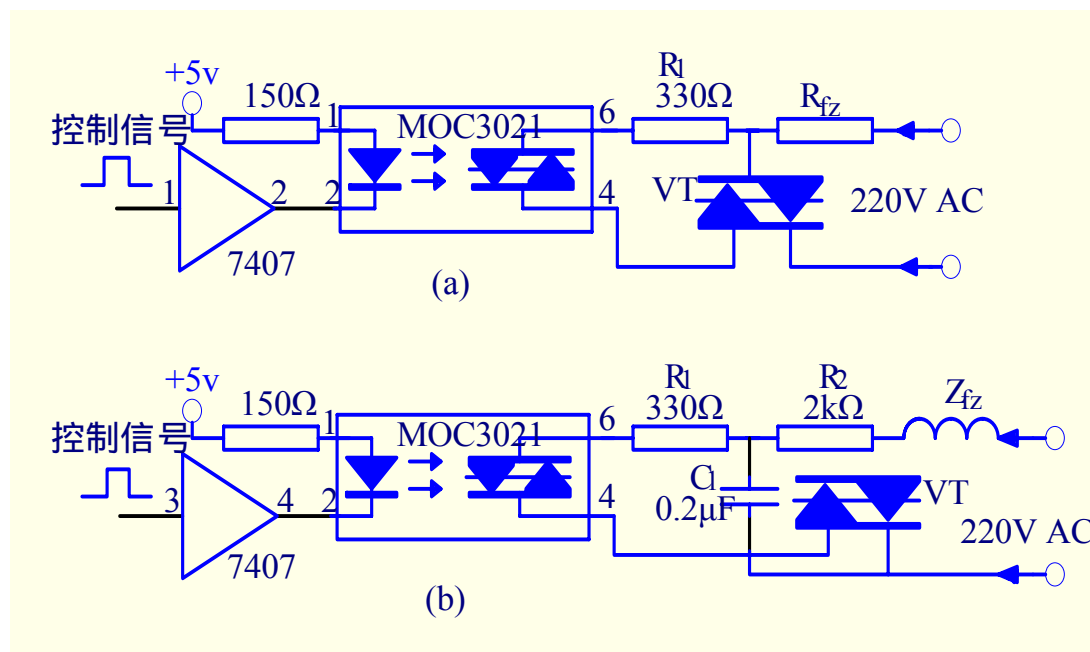 +5v
150Ω
控制信号
1
2
7407
1
2
MOC3021
6
4
R1
330Ω
Rfz
VT
220V AC
(a)
+5v
150Ω
控制信号
3
4
7407
1
2
MOC3021
6
4
R1
330Ω
R2
2kΩ
Zfz
C1
0.2μF
VT
220V AC
(b)